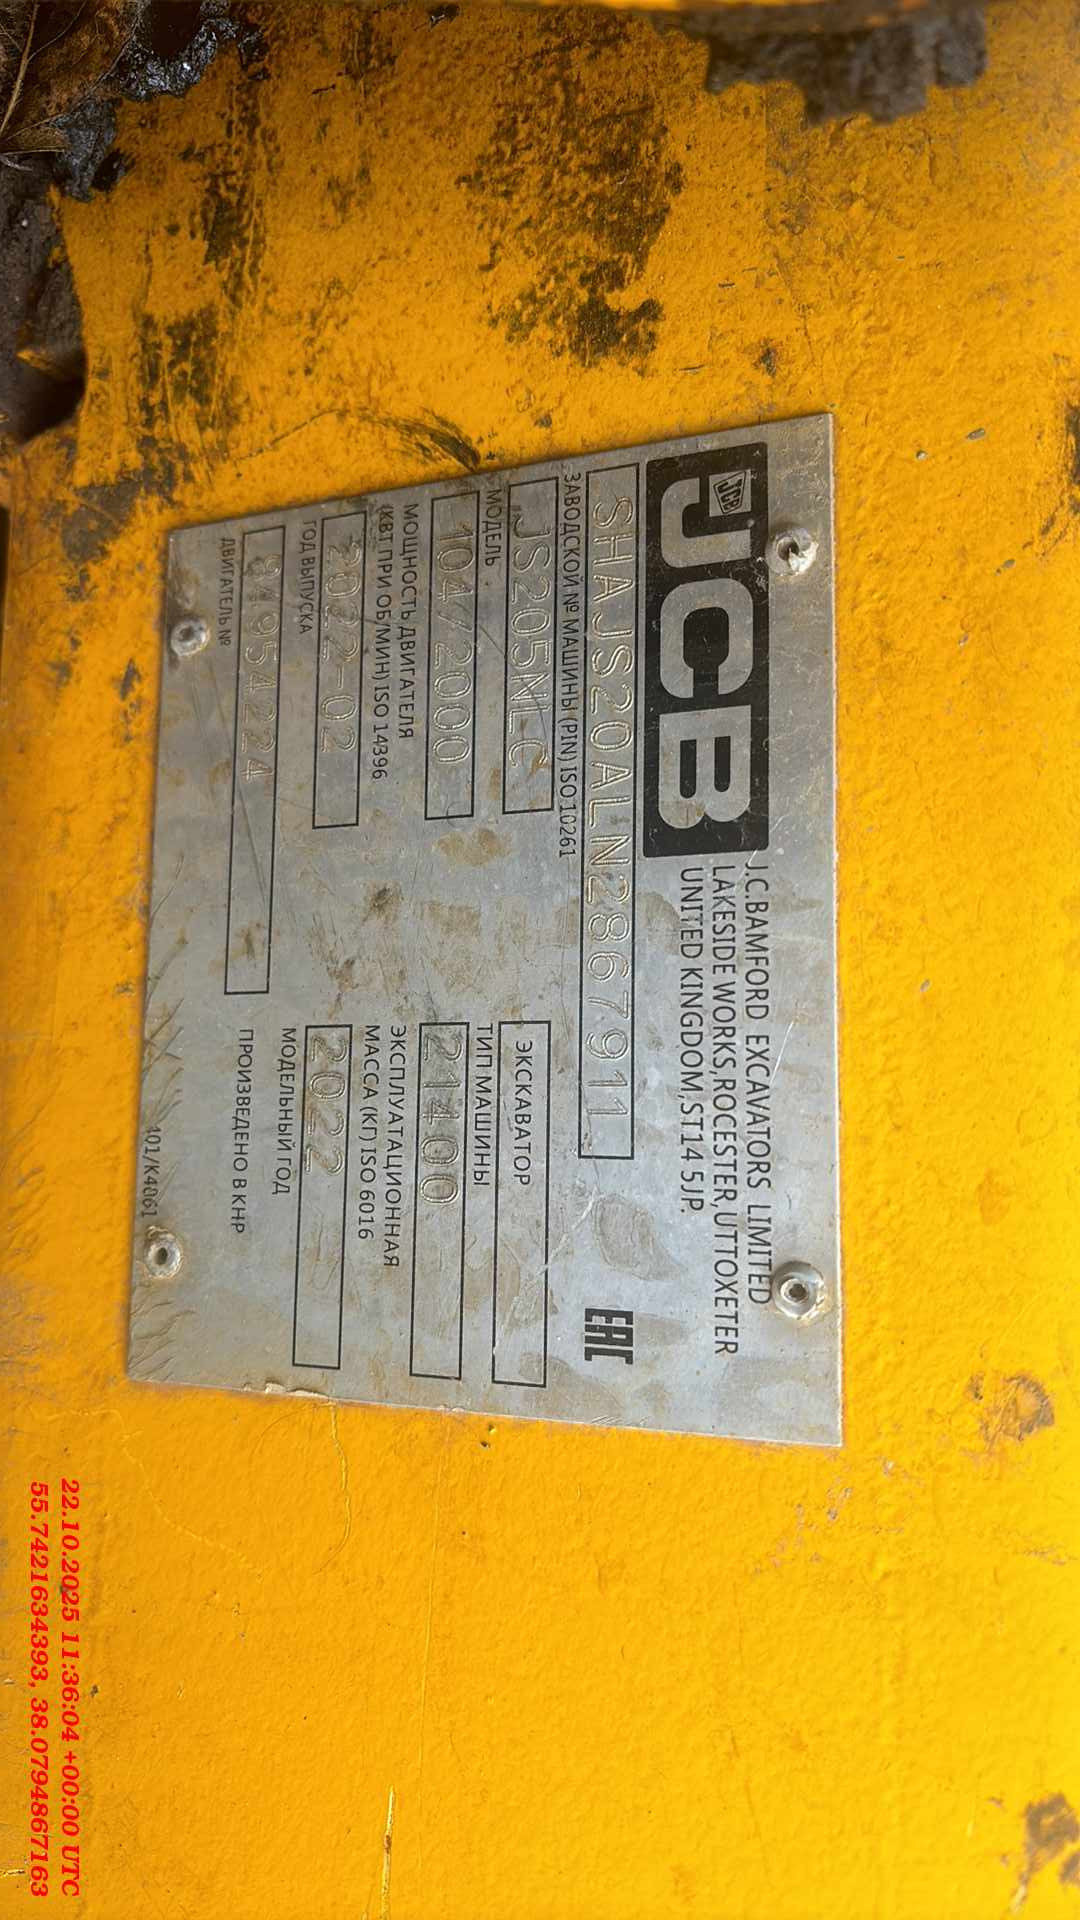 JCB
JCB
J.C.BAMFORD EXCAVATORS LIMITED
LAKESIDE WORKS,ROCESTER,UTTOXETER
UNITED KINGDOM,ST14 5JP.
SHAJS20ALN2867911
ЗАВОДСКОЙ № МАШИНЫ (PIN) ISO 10261
EAC
JS205NLC
МОДЕЛЬ
ЭКСКАВАТОР
ТИП МАШИНЫ
104/2000
МОЩНОСТЬ ДВИГАТЕЛЯ
(КВТ ПРИ ОБ/МИН) ISO 14396
21400
ЭКСПЛУАТАЦИОННАЯ
МАССА (КГ) ISO 6016
2022-02
ГОД ВЫПУСКА
2022
МОДЕЛЬНЫЙ ГОД
ДВИГАТЕЛЬ №
ПРОИЗВЕДЕНО В КНР
401/K4061
22.10.2025 11:36:04 +00:00 UTC
55.7421634393, 38.0794867163